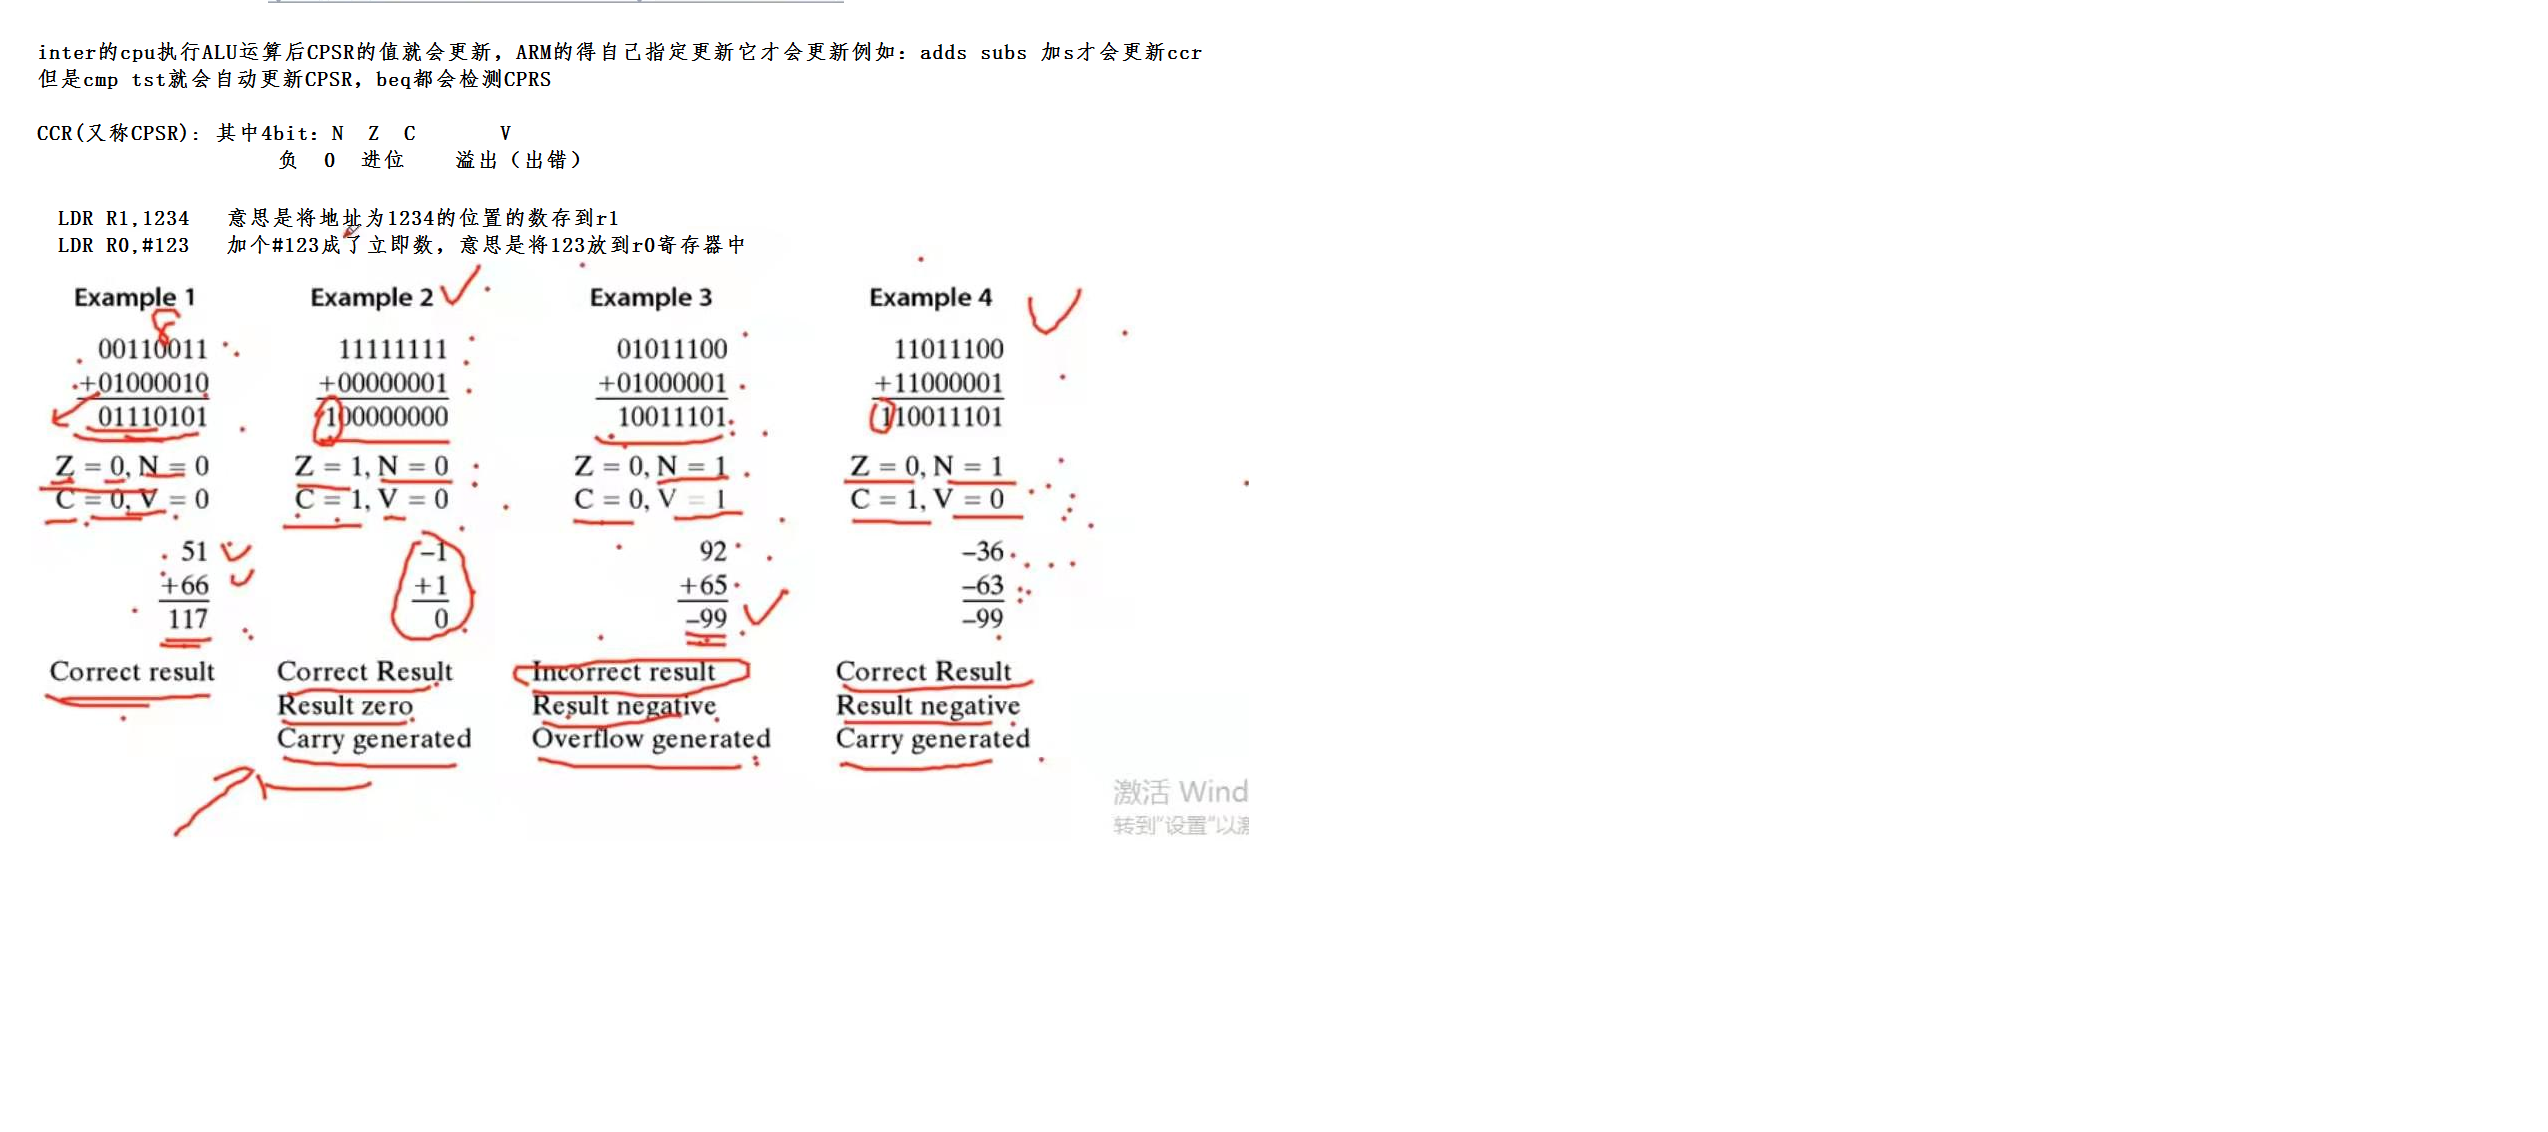 inter的cpu执行ALU运算后CPSR的值就会更新，ARM的得自己指定更新它才会更新例如：adds subs 加s才会更新ccr
但是cmp tst就会自动更新CPSR，beq都会检测CPRS
CCR(又称CPSR)：其中4bit：N Z C V
负 0 进位 溢出（出错）
LDR R1,1234 意思是将地址为1234的位置的数存到r1
LDR R0,#123 加个#123成了立即数，意思是将123放到r0寄存器中
Example 1 Example 2 Example 3 Example 4
8
00110011 11111111 01011100 11011100
+01000010 +00000001 +01000001 +11000001
01110101 100000000 10011101 110011101
Z = 0, N = 0 Z = 1, N = 0 Z = 0, N = 1 Z = 0, N = 1
C = 0, V = 0 C = 1, V = 0 C = 0, V = 1 C = 1, V = 0
51 –1 92 –36
+66 +1 +65 –63
117 0 –99 –99
Correct result Correct Result Incorrect result Correct Result
Result zero Result negative Result negative
Carry generated Overflow generated Carry generated
激活 Wind
转到"设置"以激